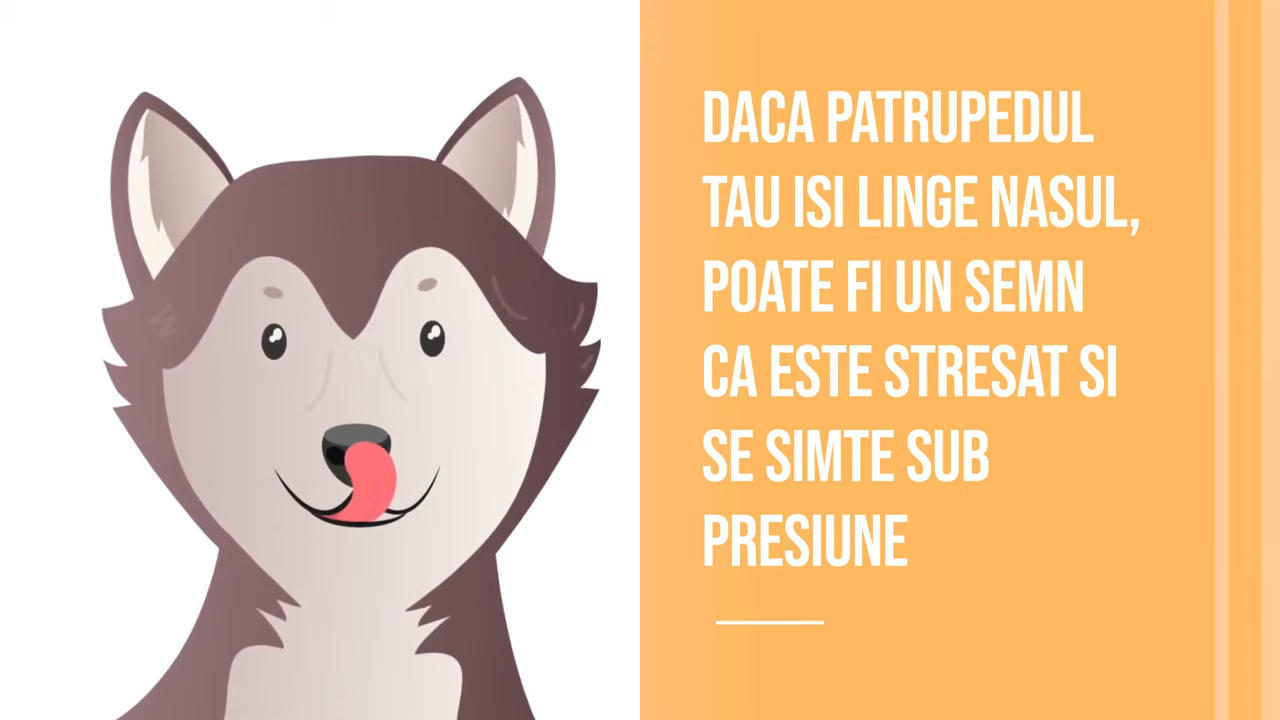 DACA PATRUPEDUL
TAU ISI LINGE NASUL,
POATE FI UN SEMN
CA ESTE STRESAT SI
SE SIMTE SUB
PRESIUNE